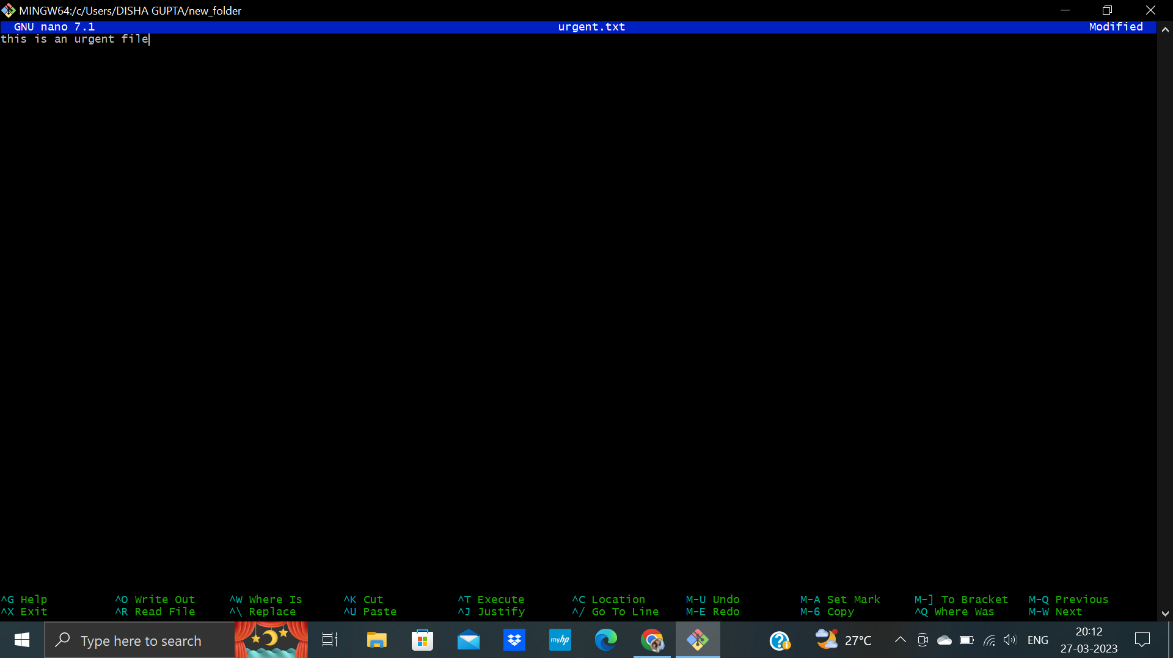 MINGW64:/c/Users/DISHA GUPTA/new_folder
GNU nano 7.1 urgent.txt Modified
this is an urgent file
^G Help ^O Write Out ^W Where Is ^K Cut ^T Execute ^C Location M-U Undo M-A Set Mark M-] To Bracket M-Q Previous
^X Exit ^R Read File ^\ Replace ^U Paste ^J Justify ^/ Go To Line M-E Redo M-6 Copy ^Q Where Was M-W Next
Type here to search myhp 27°C ENG 20:12
27-03-2023